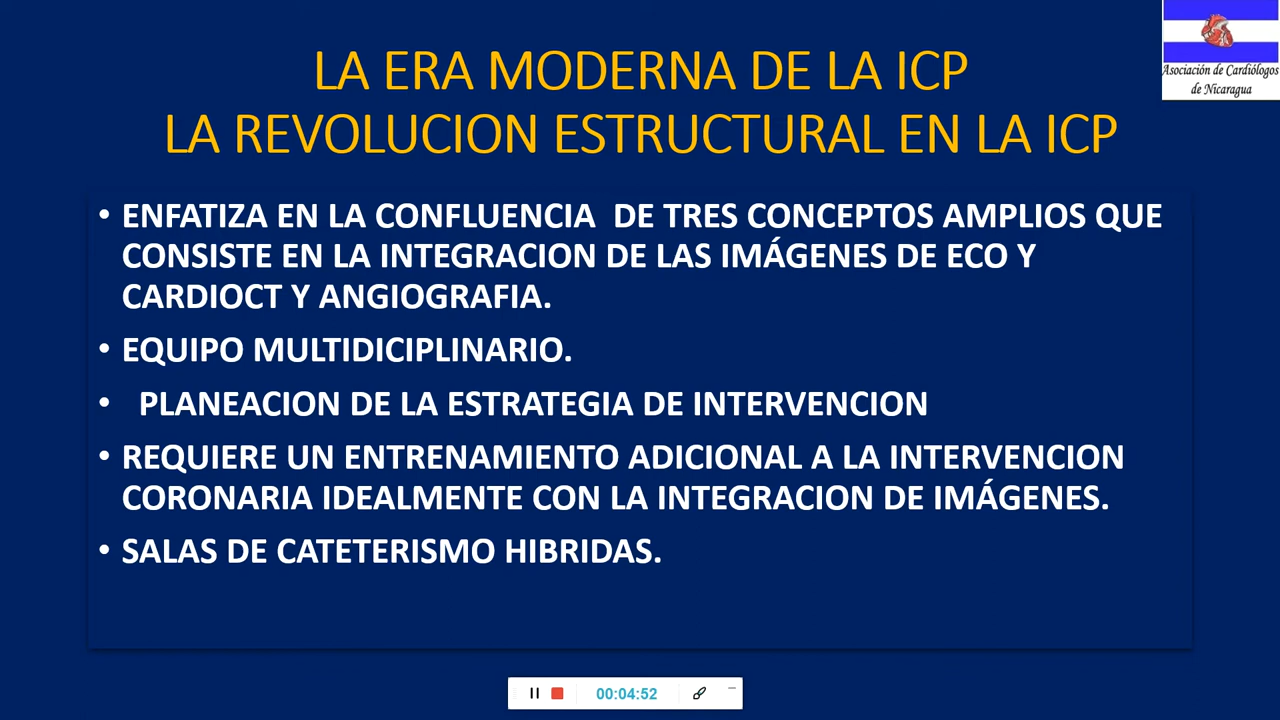 Asociación de Cardiólogos
de Nicaragua
LA ERA MODERNA DE LA ICP
LA REVOLUCION ESTRUCTURAL EN LA ICP
• ENFATIZA EN LA CONFLUENCIA DE TRES CONCEPTOS AMPLIOS QUE
CONSISTE EN LA INTEGRACION DE LAS IMÁGENES DE ECO Y
CARDIOCT Y ANGIOGRAFIA.
• EQUIPO MULTIDICIPLINARIO.
• PLANEACION DE LA ESTRATEGIA DE INTERVENCION
• REQUIERE UN ENTRENAMIENTO ADICIONAL A LA INTERVENCION
CORONARIA IDEALMENTE CON LA INTEGRACION DE IMÁGENES.
• SALAS DE CATETERISMO HIBRIDAS.
00:04:52